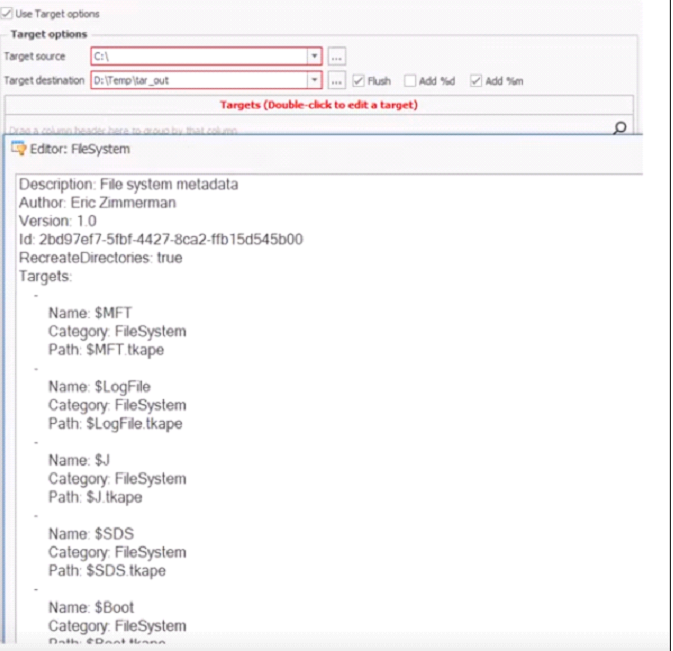 Use Target options
Target options
Target source C:\ ...
Target destination D:\Temp\tar_out ... Flush Add %d Add %m
Targets (Double-click to edit a target)
Drag a column header here to group by that column
Editor: FileSystem
Description: File system metadata
Author: Eric Zimmerman
Version: 1.0
Id: 2bd97ef7-5fbf-4427-8ca2-ffb15d545b00
RecreateDirectories: true
Targets:
-
Name: $MFT
Category: FileSystem
Path: $MFT.tkape
-
Name: $LogFile
Category: FileSystem
Path: $LogFile.tkape
-
Name: $J
Category: FileSystem
Path: $J.tkape
-
Name: $SDS
Category: FileSystem
Path: $SDS.tkape
-
Name: $Boot
Category: FileSystem
Path: $Boot.tkape